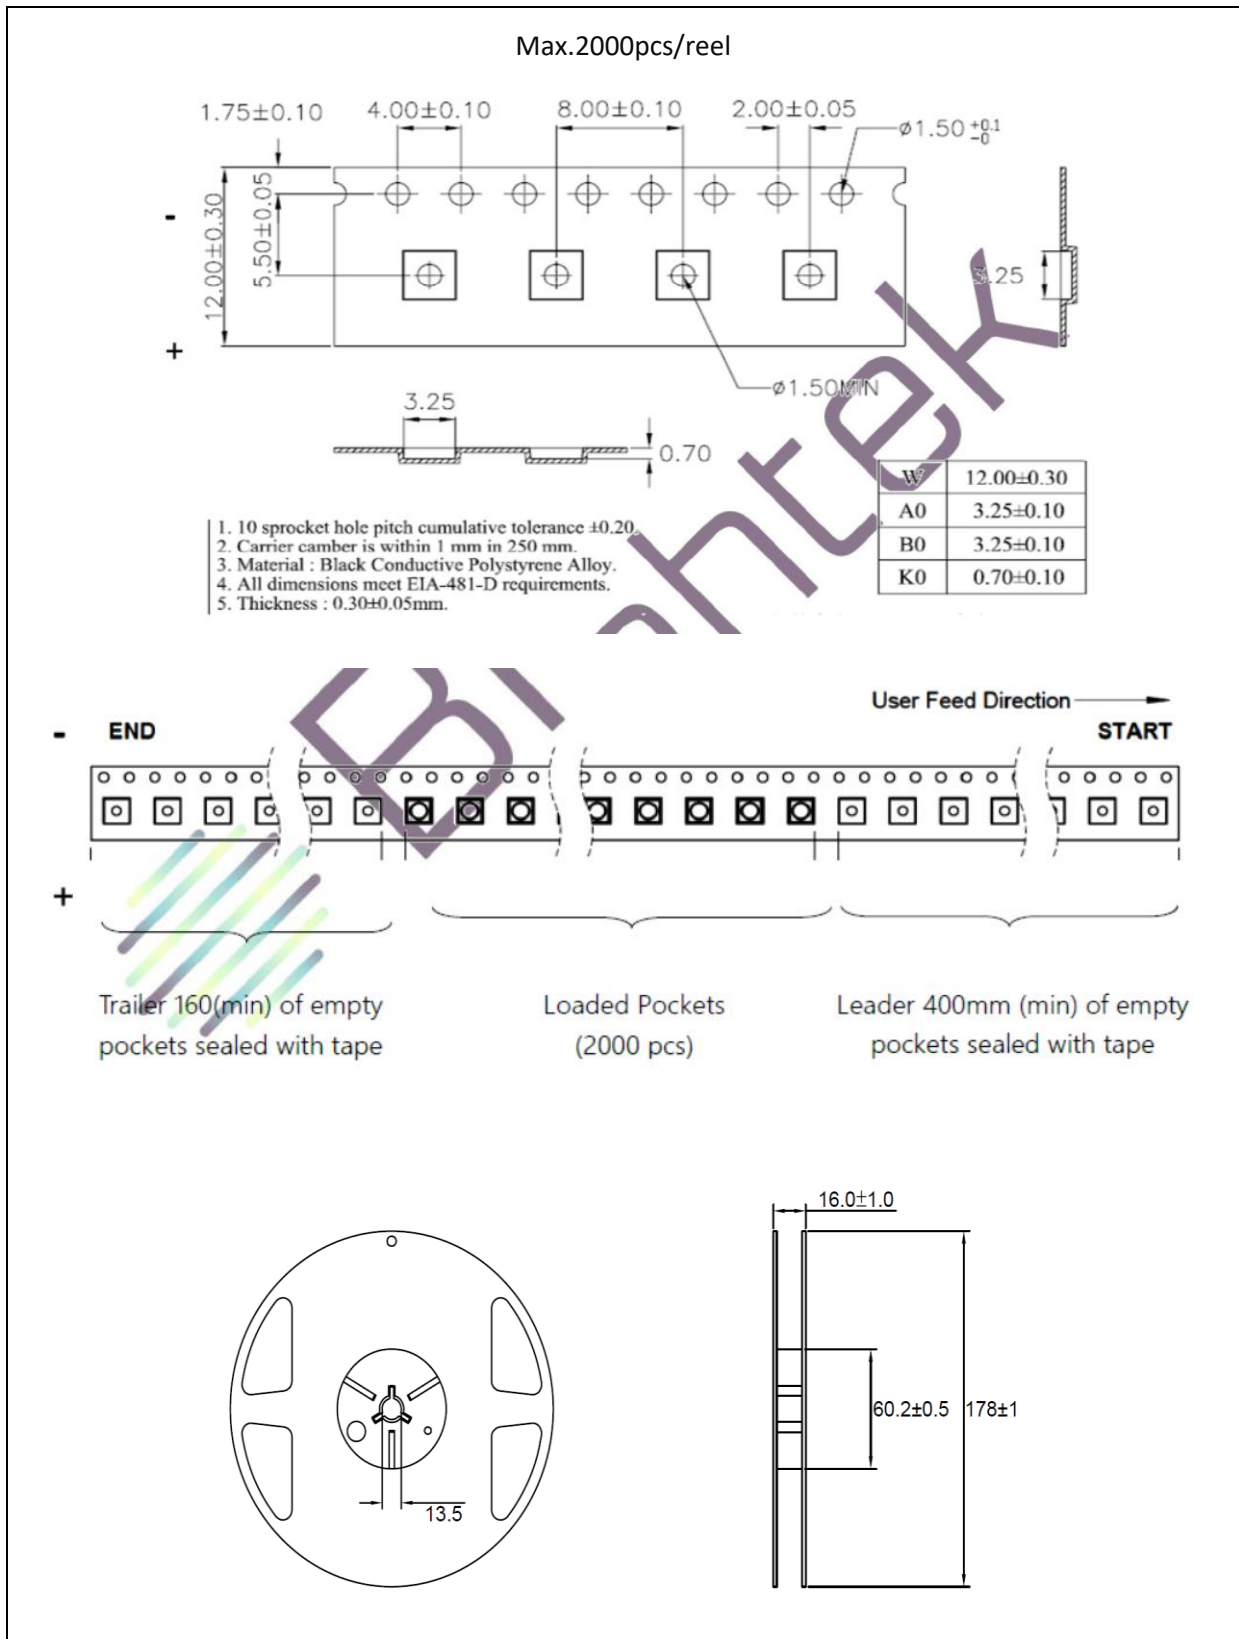 Max.2000pcs/reel
1.75±0.10
4.00±0.10
8.00±0.10
2.00±0.05
⌀1.50 +0.1 -0
-
12.00±0.30
5.50±0.05
3.25
+
⌀1.50MIN
3.25
0.70
W 12.00±0.30
A0 3.25±0.10
B0 3.25±0.10
K0 0.70±0.10
1. 10 sprocket hole pitch cumulative tolerance ±0.20.
2. Carrier camber is within 1 mm in 250 mm.
3. Material : Black Conductive Polystyrene Alloy.
4. All dimensions meet EIA-481-D requirements.
5. Thickness : 0.30±0.05mm.
User Feed Direction
- END
START
+
Trailer 160(min) of empty
pockets sealed with tape
Loaded Pockets
(2000 pcs)
Leader 400mm (min) of empty
pockets sealed with tape
16.0±1.0
60.2±0.5
178±1
13.5